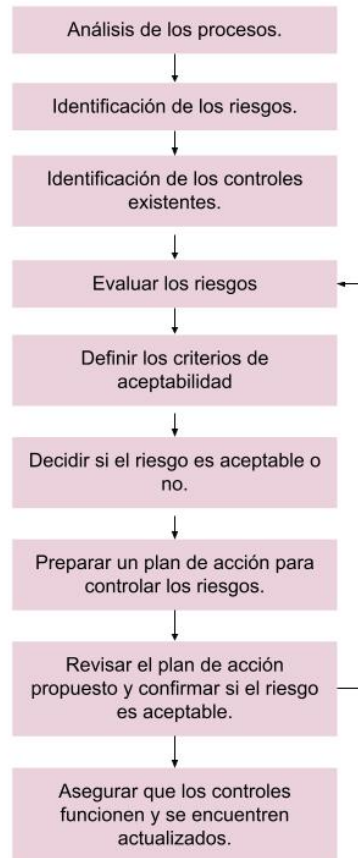 Análisis de los procesos.
Identificación de los riesgos.
Identificación de los controles
existentes.
Evaluar los riesgos
Definir los criterios de
aceptabilidad
Decidir si el riesgo es aceptable o
no.
Preparar un plan de acción para
controlar los riesgos.
Revisar el plan de acción
propuesto y confirmar si el riesgo
es aceptable.
Asegurar que los controles
funcionen y se encuentren
actualizados.